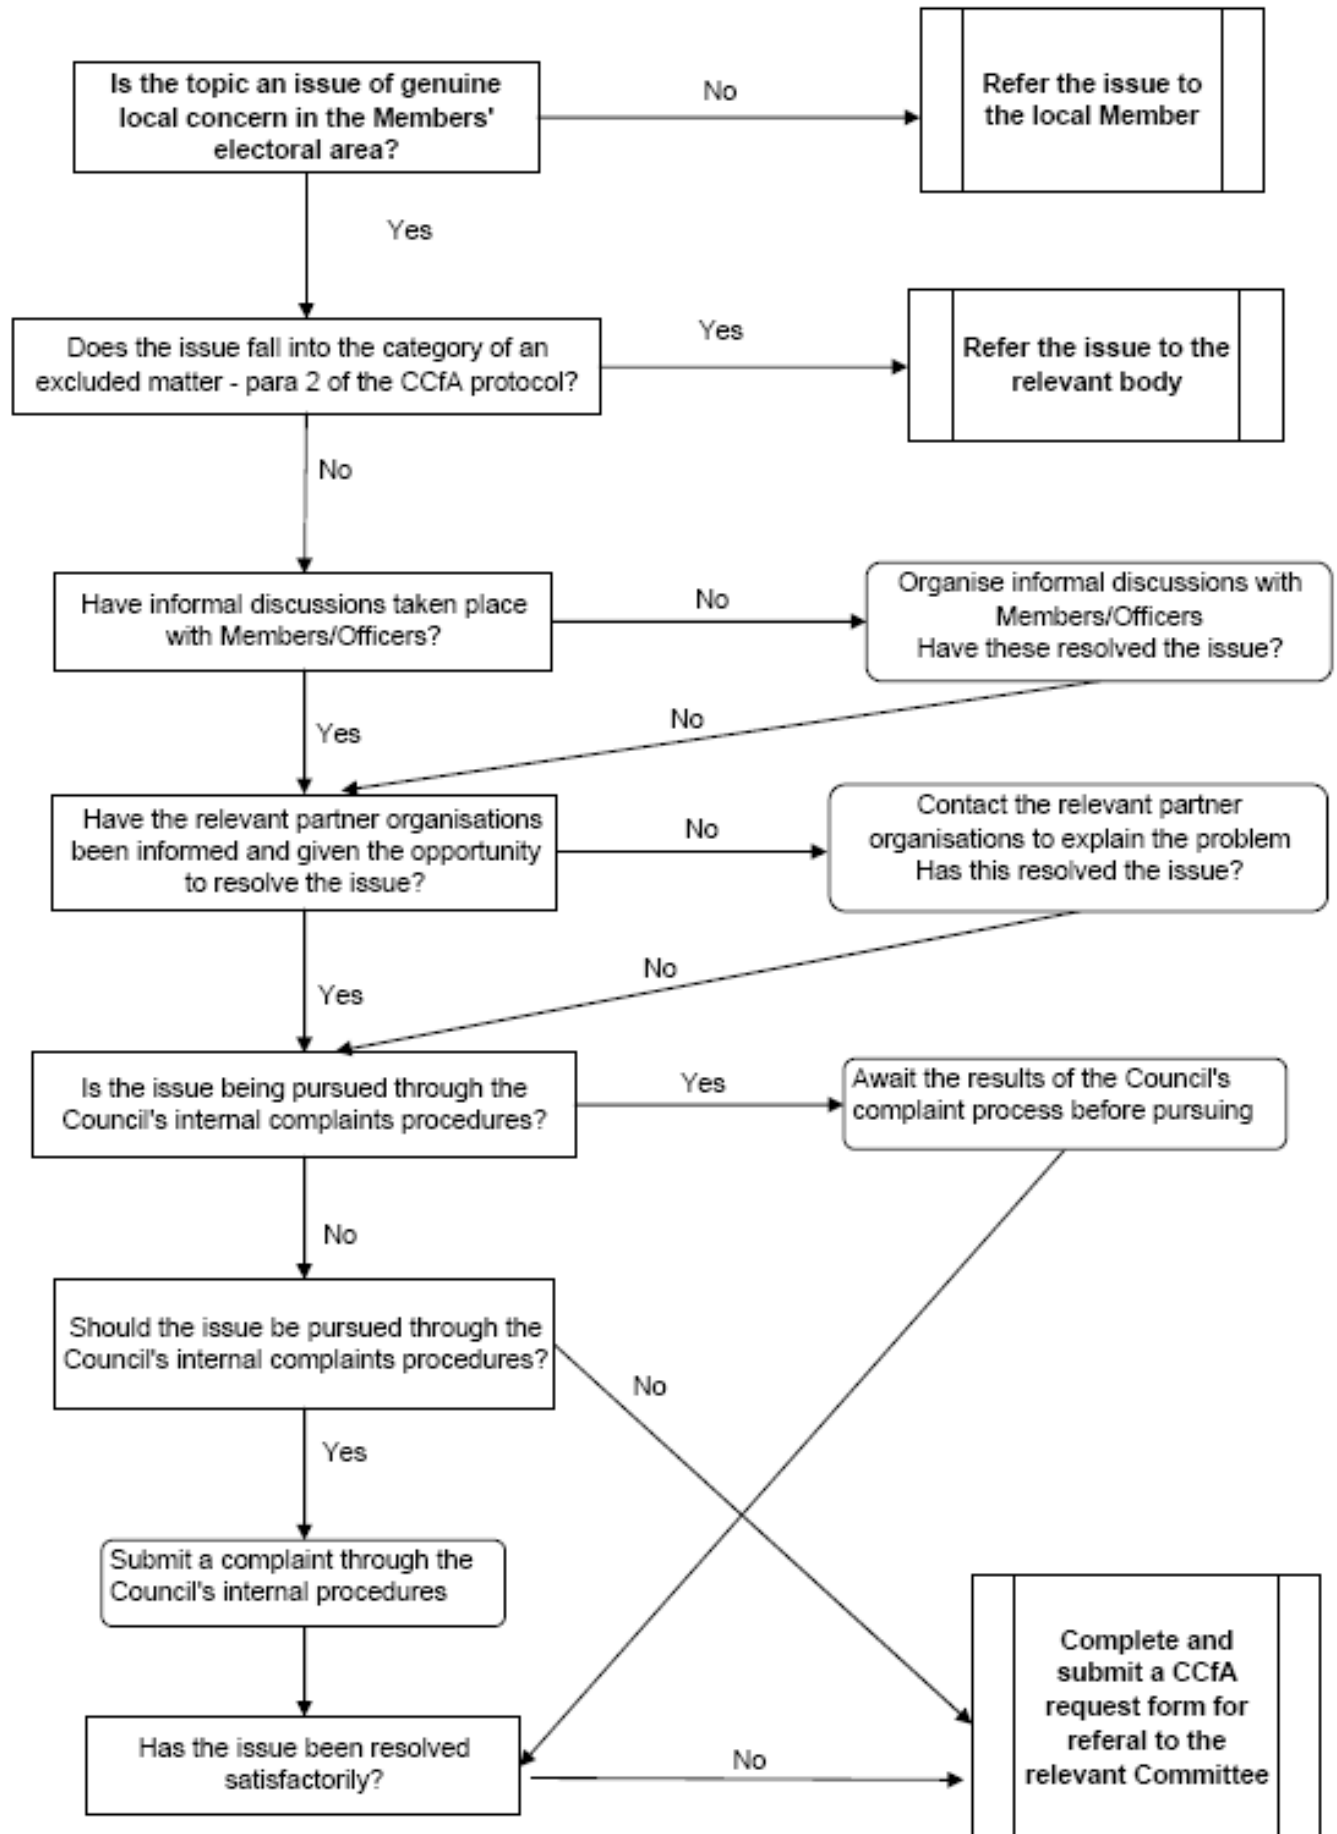 Is the topic an issue of genuine
local concern in the Members'
electoral area?
No
Refer the issue to
the local Member
Yes
Does the issue fall into the category of an
excluded matter - para 2 of the CCfA protocol?
Yes
Refer the issue to the
relevant body
No
Have informal discussions taken place
with Members/Officers?
No
Organise informal discussions with
Members/Officers
Have these resolved the issue?
Yes
No
Have the relevant partner organisations
been informed and given the opportunity
to resolve the issue?
No
Contact the relevant partner
organisations to explain the problem
Has this resolved the issue?
Yes
No
Is the issue being pursued through the
Council's internal complaints procedures?
Yes
Await the results of the Council's
complaint process before pursuing
No
Should the issue be pursued through the
Council's internal complaints procedures?
No
Yes
Submit a complaint through the
Council's internal procedures
Has the issue been resolved
satisfactorily?
No
Complete and
submit a CCfA
request form for
referal to the
relevant Committee